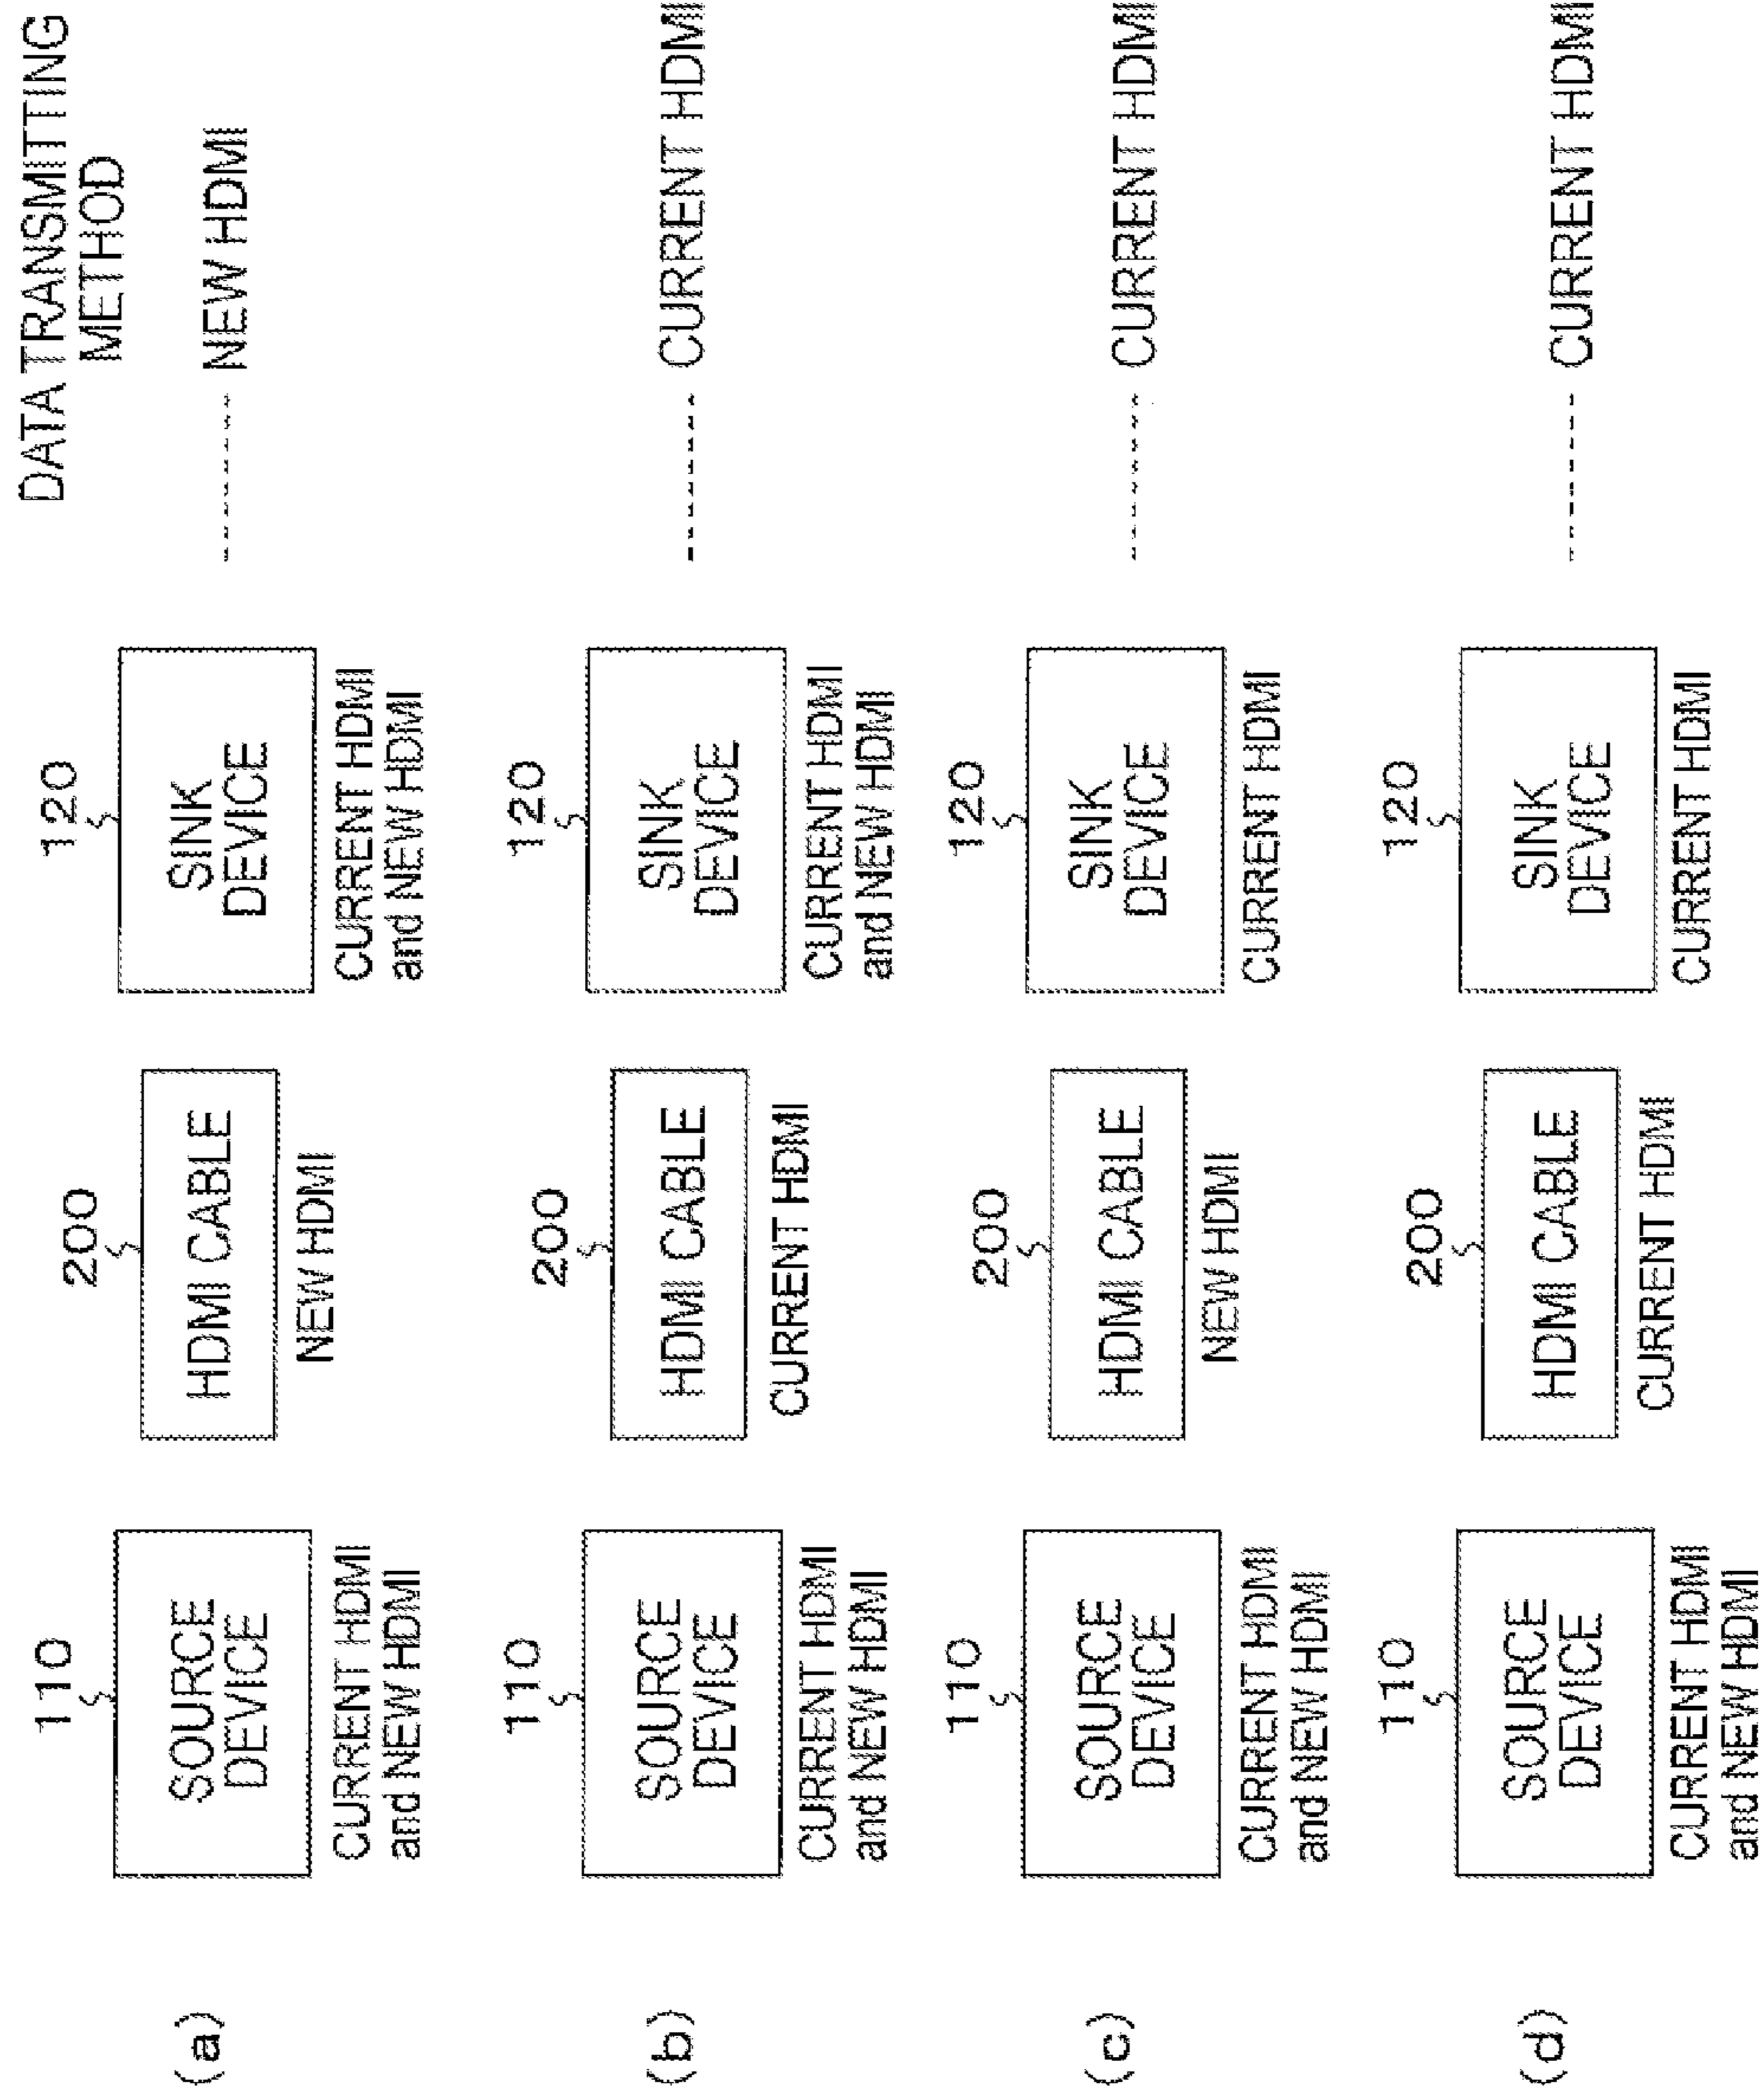 DATA TRANSMITTING
METHOD
(a)
110
SOURCE
DEVICE
CURRENT HDMI
and NEW HDMI
200
HDMI CABLE
NEW HDMI
120
SINK
DEVICE
CURRENT HDMI
and NEW HDMI
NEW HDMI
(b)
110
SOURCE
DEVICE
CURRENT HDMI
and NEW HDMI
200
HDMI CABLE
CURRENT HDMI
120
SINK
DEVICE
CURRENT HDMI
and NEW HDMI
CURRENT HDMI
(c)
110
SOURCE
DEVICE
CURRENT HDMI
and NEW HDMI
200
HDMI CABLE
NEW HDMI
120
SINK
DEVICE
CURRENT HDMI
CURRENT HDMI
(d)
110
SOURCE
DEVICE
CURRENT HDMI
and NEW HDMI
200
HDMI CABLE
CURRENT HDMI
120
SINK
DEVICE
CURRENT HDMI
CURRENT HDMI